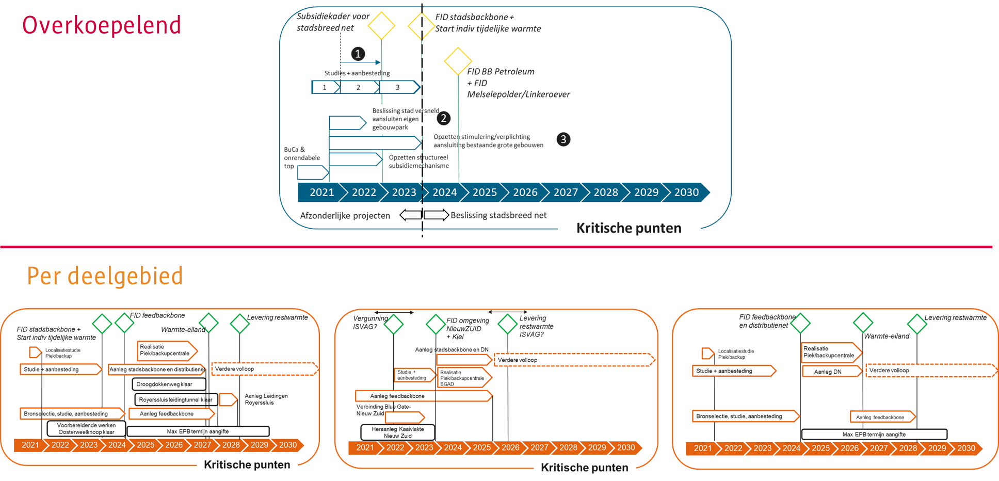 Overkoepelend
Subsidiekader voor
stadsbreed net
FID stadsbackbone +
Start indiv tijdelijke warmte
1
Studies + aanbesteding
1 2 3
FID BB Petroleum
+ FID
Melselepolder/Linkeroever
Beslissing stad versneld
aansluiten eigen
gebouwpark
2
Opzetten stimulering/verplichting
aansluiting bestaande grote gebouwen
3
BuCa &
onrendabele
top
Opzetten structureel
subsidiemechanisme
2021 2022 2023 2024 2025 2026 2027 2028 2029 2030
Afzonderlijke projecten
Beslissing stadsbreed net
Kritische punten
Per deelgebied
FID stadsbackbone +
Start indiv tijdelijke warmte
FID feedbackbone
Warmte-eiland
Levering restwarmte
Localisatiestudie
Piek/backup
Realisatie
Piek/backupcentrale
Studie + aanbesteding
Aanleg stadsbackbone en distributienet
Verdere volloop
Droogdokkenweg klaar
Royerssluis leidingtunnel klaar
Aanleg Leidingen
Royerssluis
Bronselectie, studie, aanbesteding
Aanleg feedbackbone
Voorbereidende werken
Oosterweelknoop klaar
Max EPB termijn aangifte
2021 2022 2023 2024 2025 2026 2027 2028 2029 2030
Kritische punten
Vergunning
ISVAG?
FID omgeving
NieuwZUID
+ Kiel
Levering
restwarmte
ISVAG?
Aanleg stadsbackbone en DN
Verdere volloop
Studie +
aanbesteding
Realisatie
Piek/backupcentrale
BGAD
Aanleg feedbackbone
Verbinding Blue Gate-
Nieuw Zuid
Heraanleg Kaaivlakte
Nieuw Zuid
2021 2022 2023 2024 2025 2026 2027 2028 2029 2030
Kritische punten
FID feedbackbone
en distributienet
Warmte-eiland
Levering restwarmte
Localisatiestudie
Piek/backup
Realisatie
Piek/backupcentrale
Studie + aanbesteding
Aanleg DN
Verdere volloop
Bronselectie, studie, aanbesteding
Aanleg feedbackbone
Max EPB termijn aangifte
2021 2022 2023 2024 2025 2026 2027 2028 2029 2030